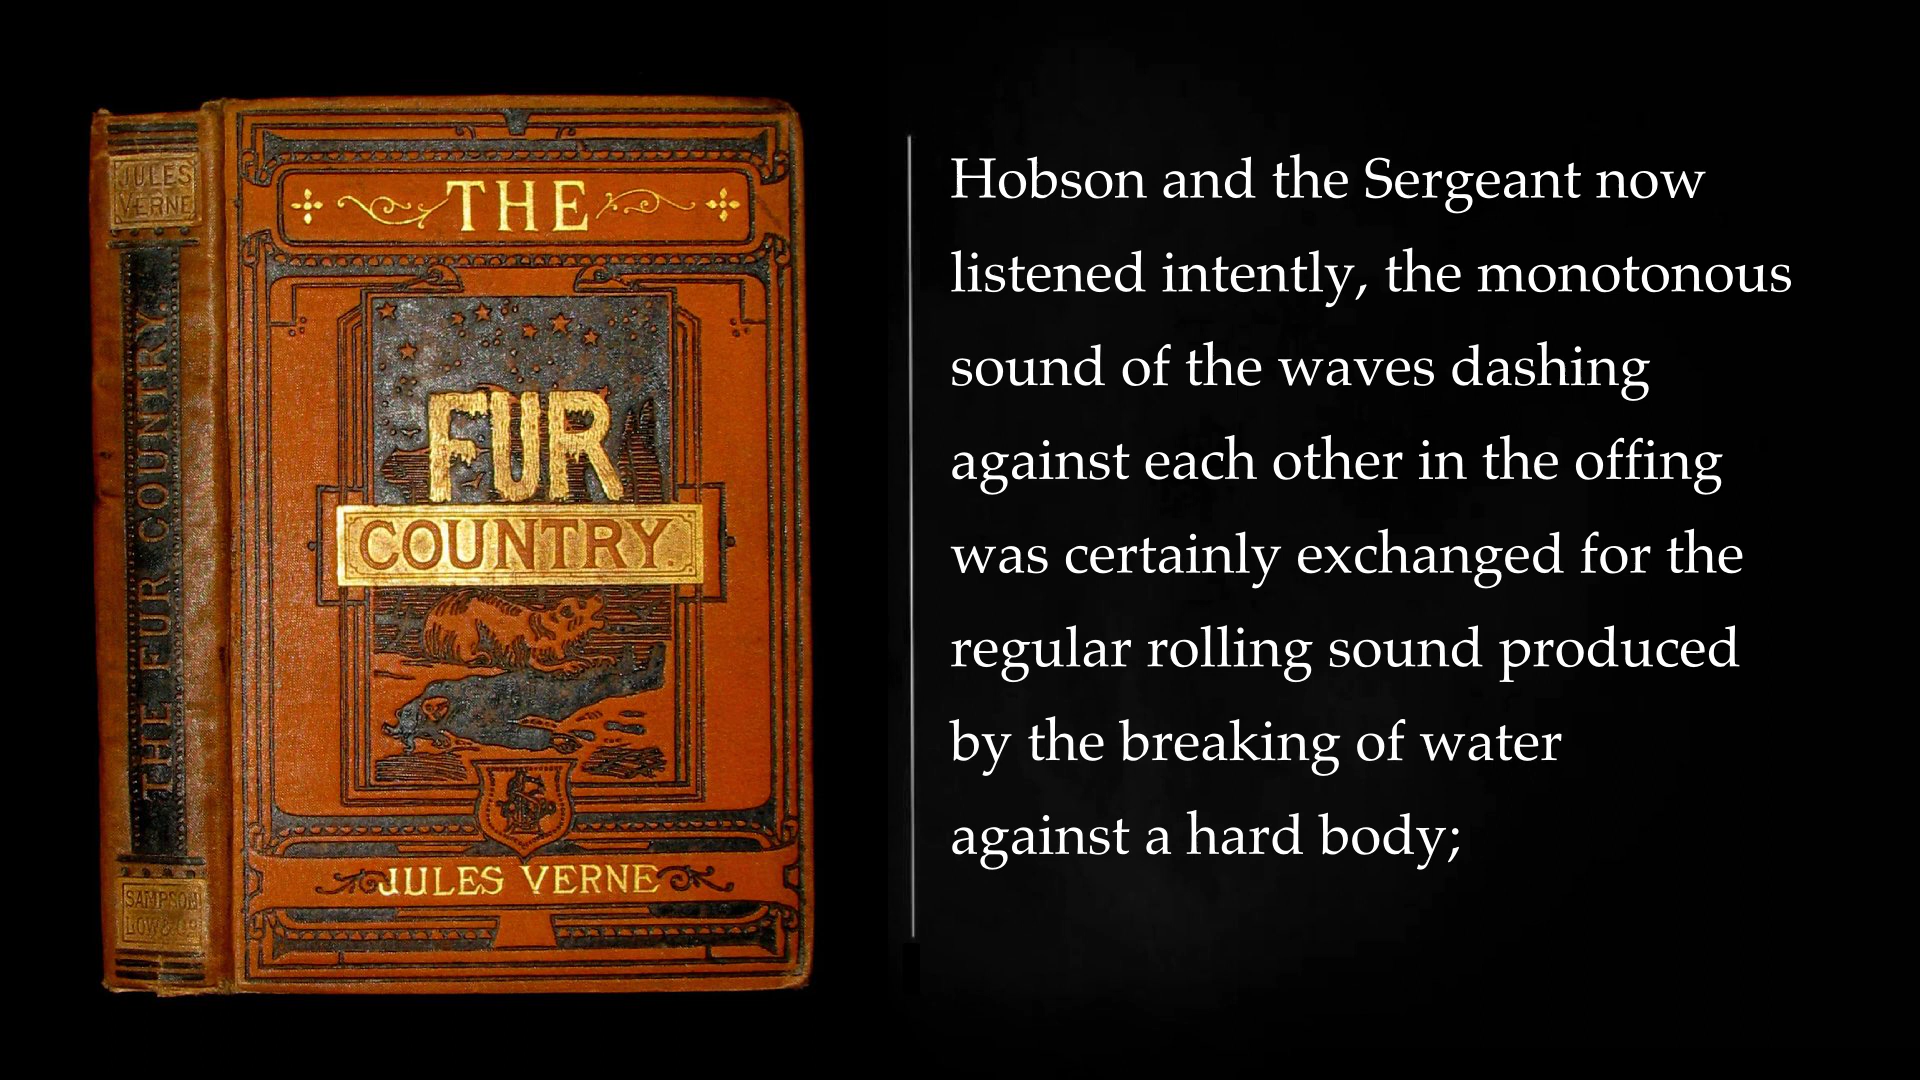 JULES
VERNE
THE FUR COUNTRY.
SAMPSON
LOW & Co
THE
FUR
COUNTRY.
JULES VERNE
Hobson and the Sergeant now
listened intently, the monotonous
sound of the waves dashing
against each other in the offing
was certainly exchanged for the
regular rolling sound produced
by the breaking of water
against a hard body;